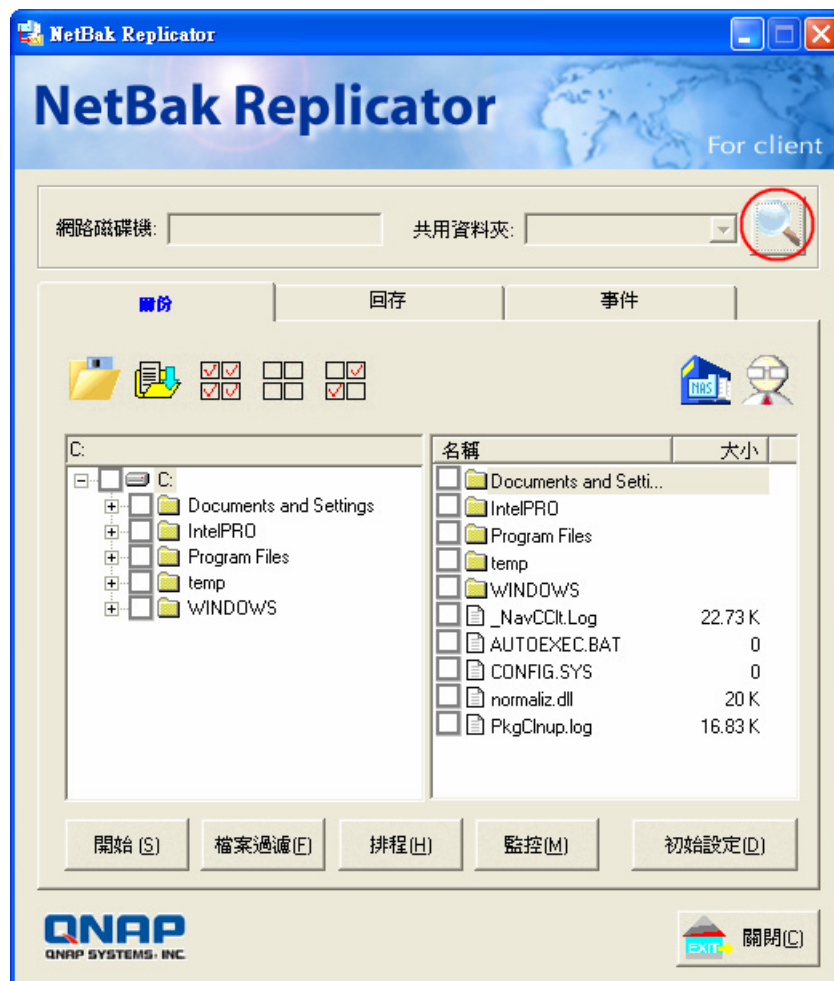 NetBak Replicator
NetBak Replicator
For client
網路磁碟機:
共用資料夾:
備份
回存
事件
NAS
C:
C:
Documents and Settings
IntelPRO
Program Files
temp
WINDOWS
名稱 大小
Documents and Setti...
IntelPRO
Program Files
temp
WINDOWS
_NavCClt.Log 22.73 K
AUTOEXEC.BAT 0
CONFIG.SYS 0
normaliz.dll 20 K
PkgClnup.log 16.83 K
開始 (S)
檔案過濾(F)
排程(H)
監控(M)
初始設定(D)
QNAP
QNAP SYSTEMS, INC.
EXIT
關閉(C)